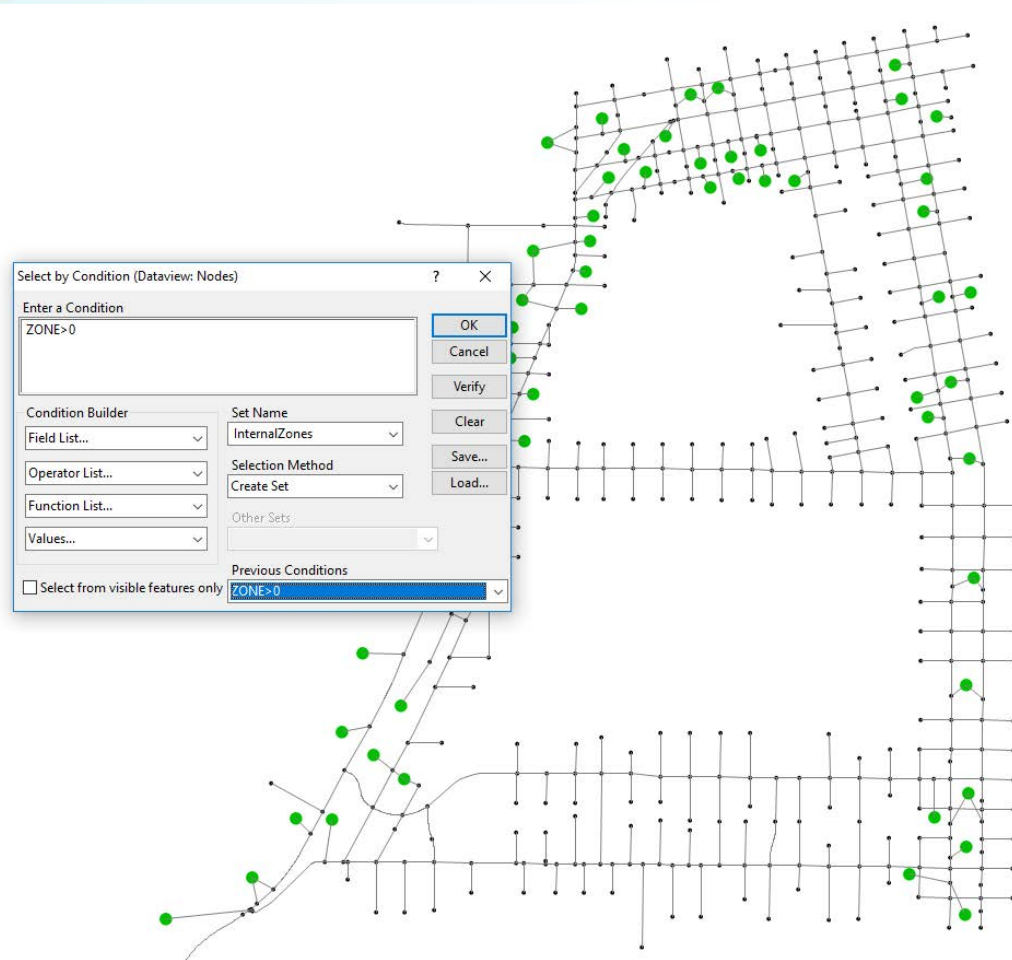 Select by Condition (Dataview: Nodes)
?
Enter a Condition
ZONE>0
OK
Cancel
Verify
Clear
Save...
Load...
Condition Builder
Field List...
Operator List...
Function List...
Values...
Set Name
InternalZones
Selection Method
Create Set
Other Sets
Previous Conditions
ZONE>0
Select from visible features only